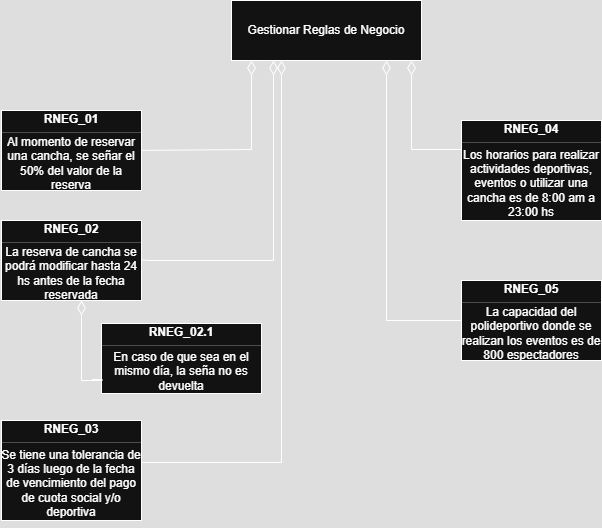 Gestionar Reglas de Negocio
RNEG_01
Al momento de reservar
una cancha, se señar el
50% del valor de la
reserva
RNEG_02
La reserva de cancha se
podrá modificar hasta 24
hs antes de la fecha
reservada
RNEG_02.1
En caso de que sea en el
mismo día, la seña no es
devuelta
RNEG_03
Se tiene una tolerancia de
3 días luego de la fecha
de vencimiento del pago
de cuota social y/o
deportiva
RNEG_04
Los horarios para realizar
actividades deportivas,
eventos o utilizar una
cancha es de 8:00 am a
23:00 hs
RNEG_05
La capacidad del
polideportivo donde se
realizan los eventos es de
800 espectadores